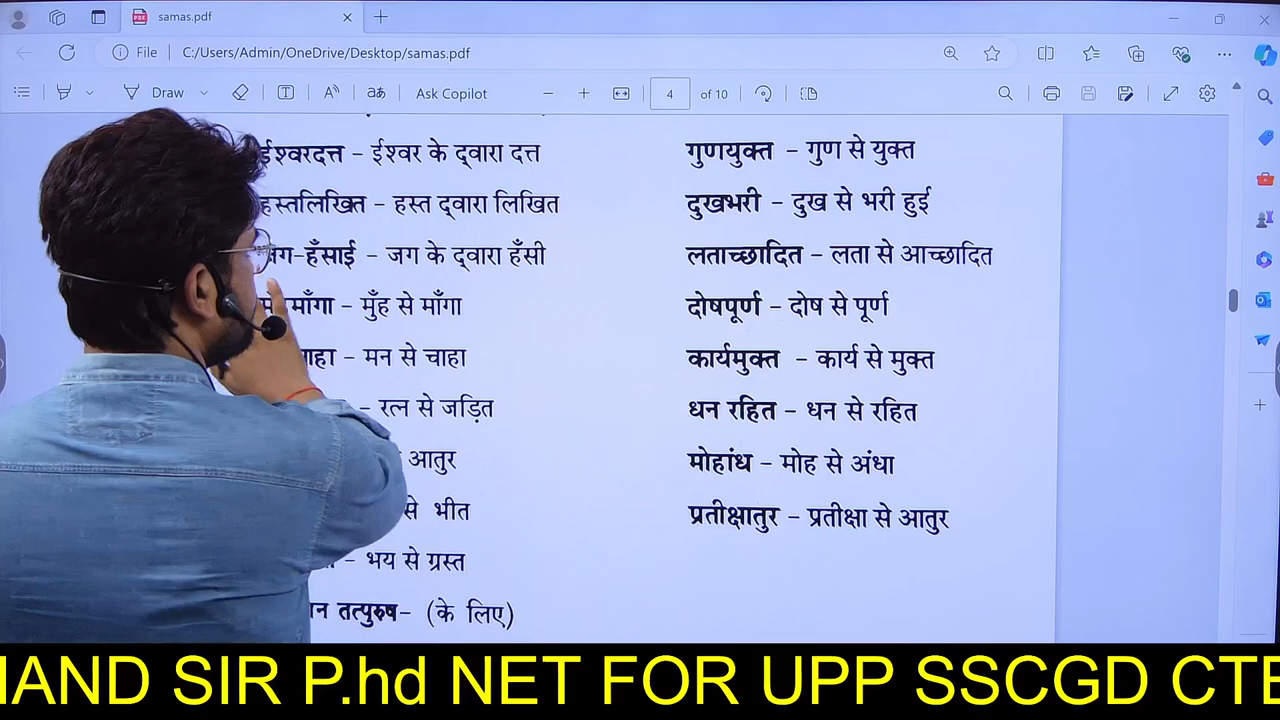 samas.pdf
File C:/Users/Admin/OneDrive/Desktop/samas.pdf
Draw Ask Copilot 4 of 10
ईश्वरदत्त – ईश्वर के द्वारा दत्त
हस्तलिखित – हस्त द्वारा लिखित
जग-हँसाई – जग के द्वारा हँसी
माँगा – मुँह से माँगा
– मन से चाहा
– रत्न से जड़ित
आतुर
से भीत
– भय से ग्रस्त
तत्पुरुष– (के लिए)
गुणयुक्त – गुण से युक्त
दुखभरी – दुख से भरी हुई
लताच्छादित – लता से आच्छादित
दोषपूर्ण – दोष से पूर्ण
कार्यमुक्त – कार्य से मुक्त
धन रहित – धन से रहित
मोहांध – मोह से अंधा
प्रतीक्षातुर – प्रतीक्षा से आतुर
SIR P.hd NET FOR UPP SSCGD